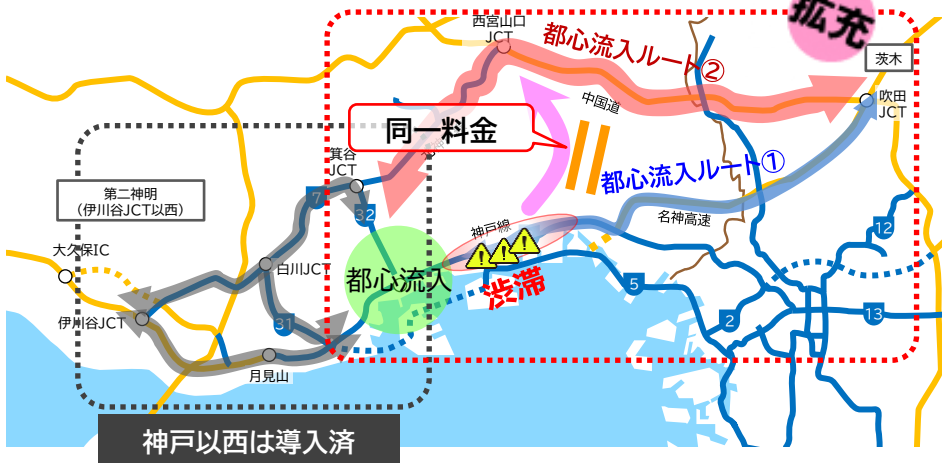 拡充
西宮山口
JCT
都心流入ルート②
茨木
吹田
JCT
中国道
同一料金
箕谷
JCT
都心流入ルート①
第二神明
（伊川谷JCT以西）
7
32
神戸線
名神高速
12
大久保IC
白川JCT
都心流入
渋滞
5
伊川谷JCT
31
2
13
月見山
神戸以西は導入済